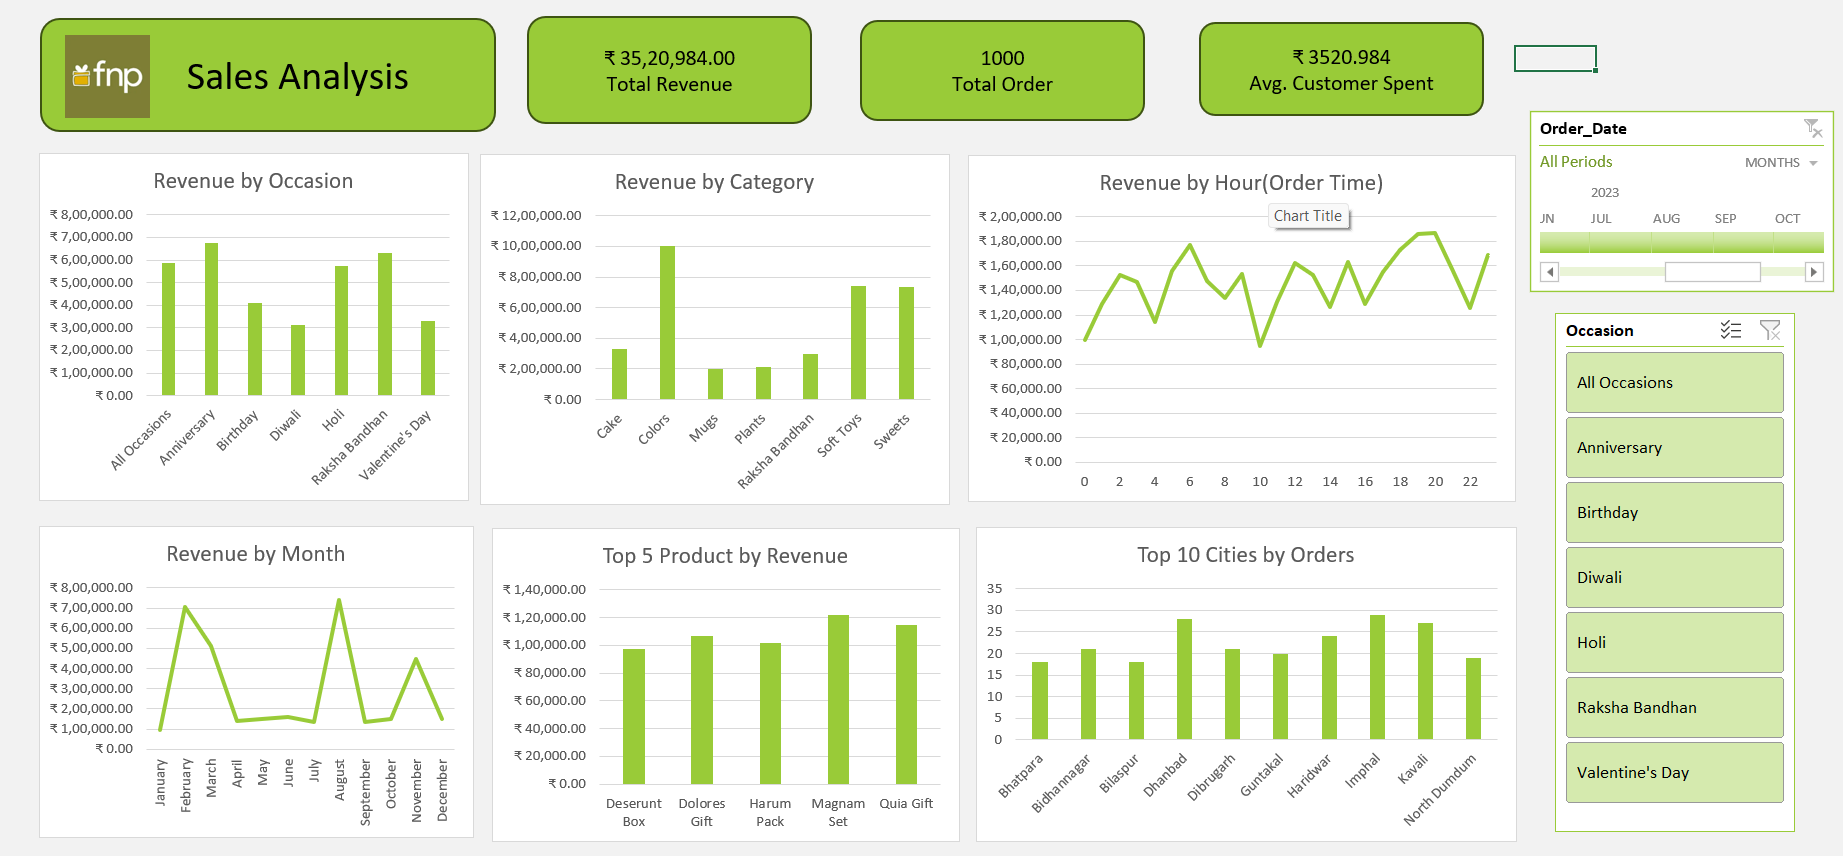 fnp
Sales Analysis
₹ 35,20,984.00
Total Revenue
1000
Total Order
₹ 3520.984
Avg. Customer Spent
Order_Date
All Periods
MONTHS
2023
JN JUL AUG SEP OCT
Occasion
All Occasions
Anniversary
Birthday
Diwali
Holi
Raksha Bandhan
Valentine's Day
Revenue by Occasion
₹ 8,00,000.00
₹ 7,00,000.00
₹ 6,00,000.00
₹ 5,00,000.00
₹ 4,00,000.00
₹ 3,00,000.00
₹ 2,00,000.00
₹ 1,00,000.00
₹ 0.00
All Occasions
Anniversary
Birthday
Diwali
Holi
Raksha Bandhan
Valentine's Day
Revenue by Category
₹ 12,00,000.00
₹ 10,00,000.00
₹ 8,00,000.00
₹ 6,00,000.00
₹ 4,00,000.00
₹ 2,00,000.00
₹ 0.00
Cake
Colors
Mugs
Plants
Raksha Bandhan
Soft Toys
Sweets
Revenue by Hour(Order Time)
Chart Title
₹ 2,00,000.00
₹ 1,80,000.00
₹ 1,60,000.00
₹ 1,40,000.00
₹ 1,20,000.00
₹ 1,00,000.00
₹ 80,000.00
₹ 60,000.00
₹ 40,000.00
₹ 20,000.00
₹ 0.00
0 2 4 6 8 10 12 14 16 18 20 22
Revenue by Month
₹ 8,00,000.00
₹ 7,00,000.00
₹ 6,00,000.00
₹ 5,00,000.00
₹ 4,00,000.00
₹ 3,00,000.00
₹ 2,00,000.00
₹ 1,00,000.00
₹ 0.00
January
February
March
April
May
June
July
August
September
October
November
December
Top 5 Product by Revenue
₹ 1,40,000.00
₹ 1,20,000.00
₹ 1,00,000.00
₹ 80,000.00
₹ 60,000.00
₹ 40,000.00
₹ 20,000.00
₹ 0.00
Deserunt
Box
Dolores
Gift
Harum
Pack
Magnam
Set
Quia Gift
Top 10 Cities by Orders
35
30
25
20
15
10
5
0
Bhatpara
Bidhannagar
Bilaspur
Dhanbad
Dibrugarh
Guntakal
Haridwar
Imphal
Kavali
North Dumdum